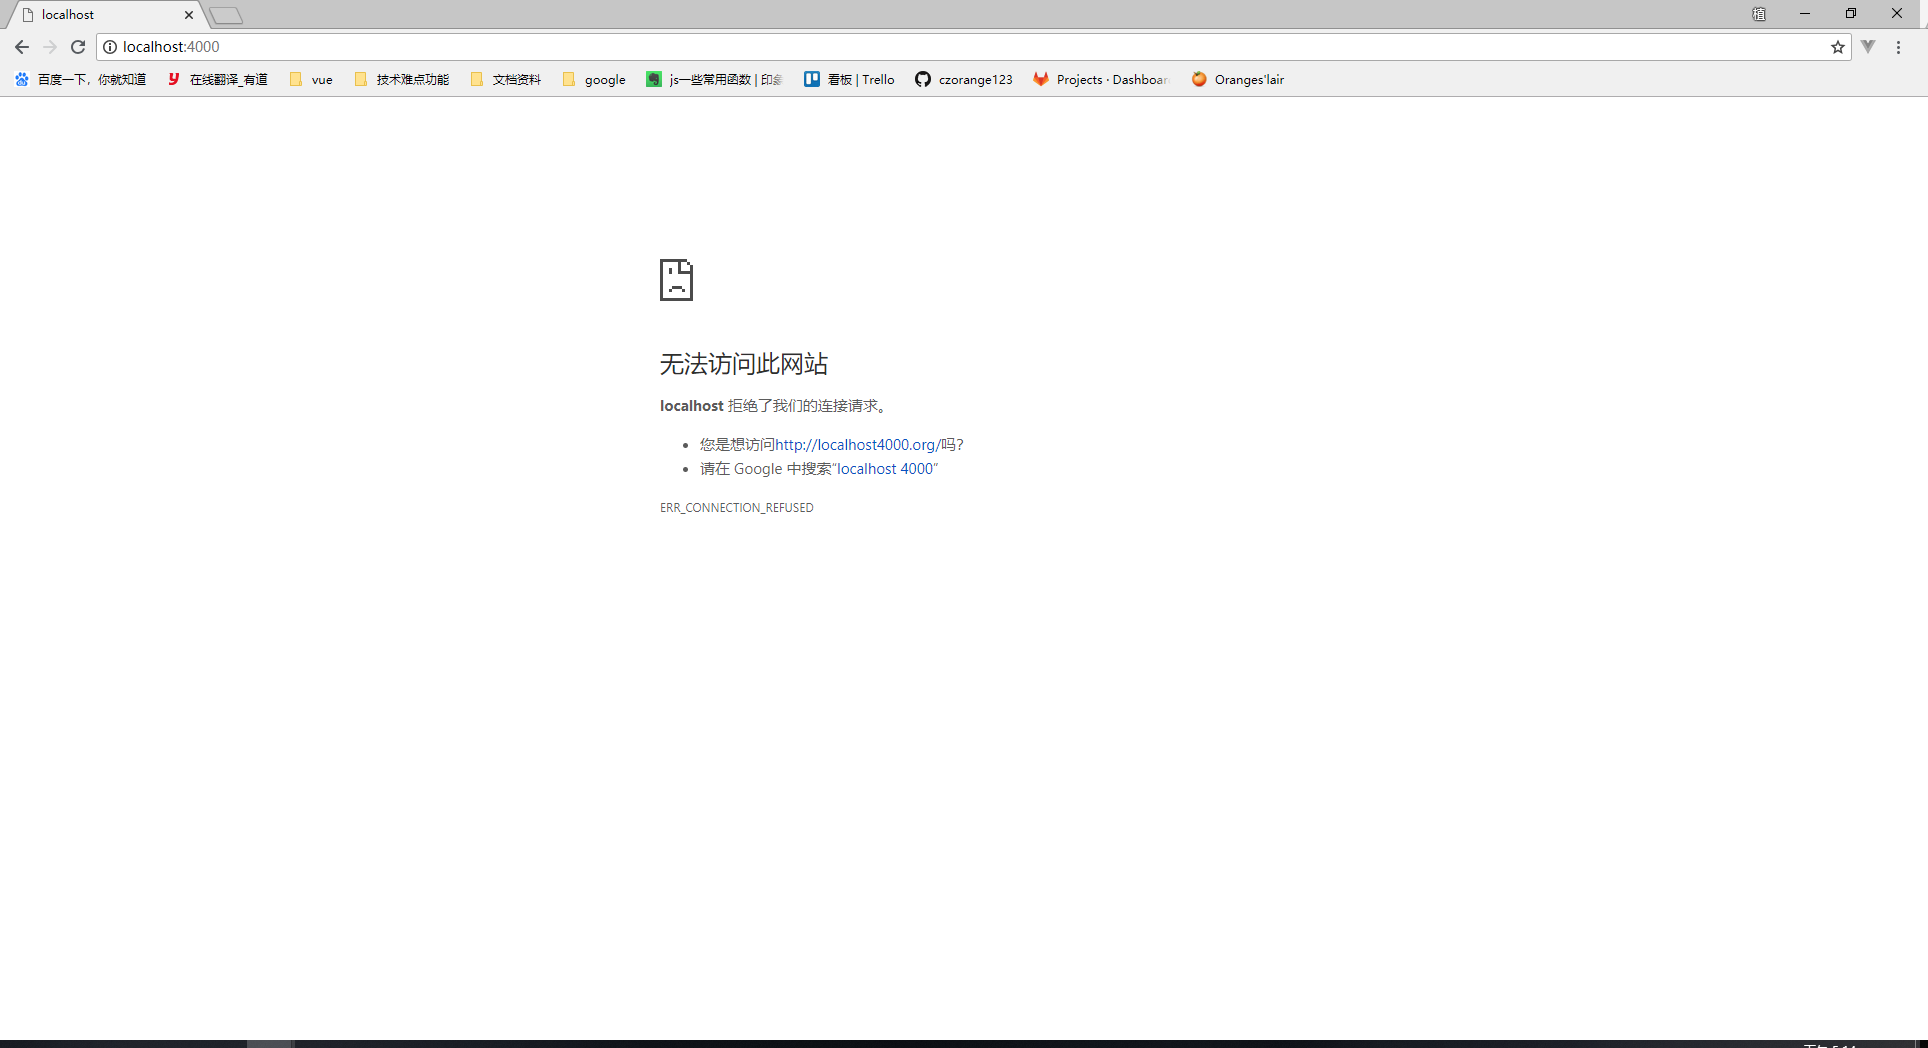 localhost
植
localhost:4000
百度一下，你就知道 在线翻译_有道 vue 技术难点功能 文档资料 google js一些常用函数 | 印象 看板 | Trello czorange123 Projects · Dashboar Oranges'lair
无法访问此网站
localhost 拒绝了我们的连接请求。
您是想访问http://localhost4000.org/吗？
请在 Google 中搜索“localhost 4000”
ERR_CONNECTION_REFUSED